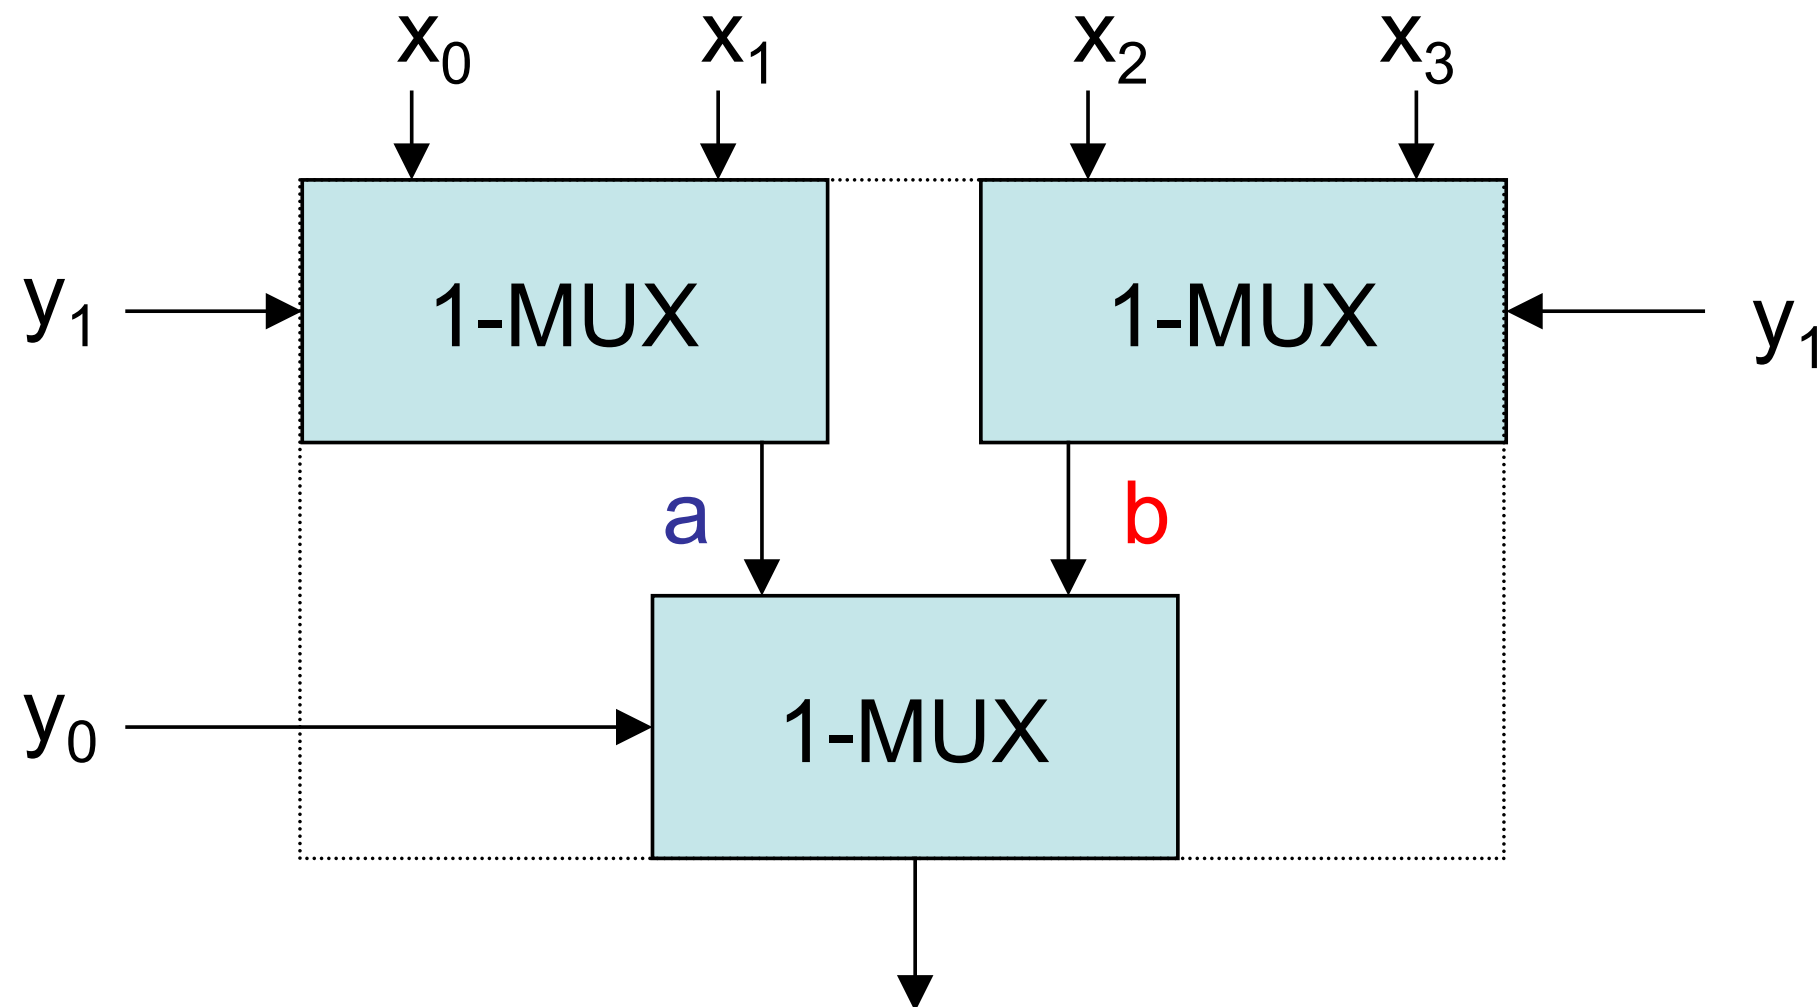 x₀ x₁ x₂ x₃
y₁ 1-MUX 1-MUX y₁
a b
y₀ 1-MUX